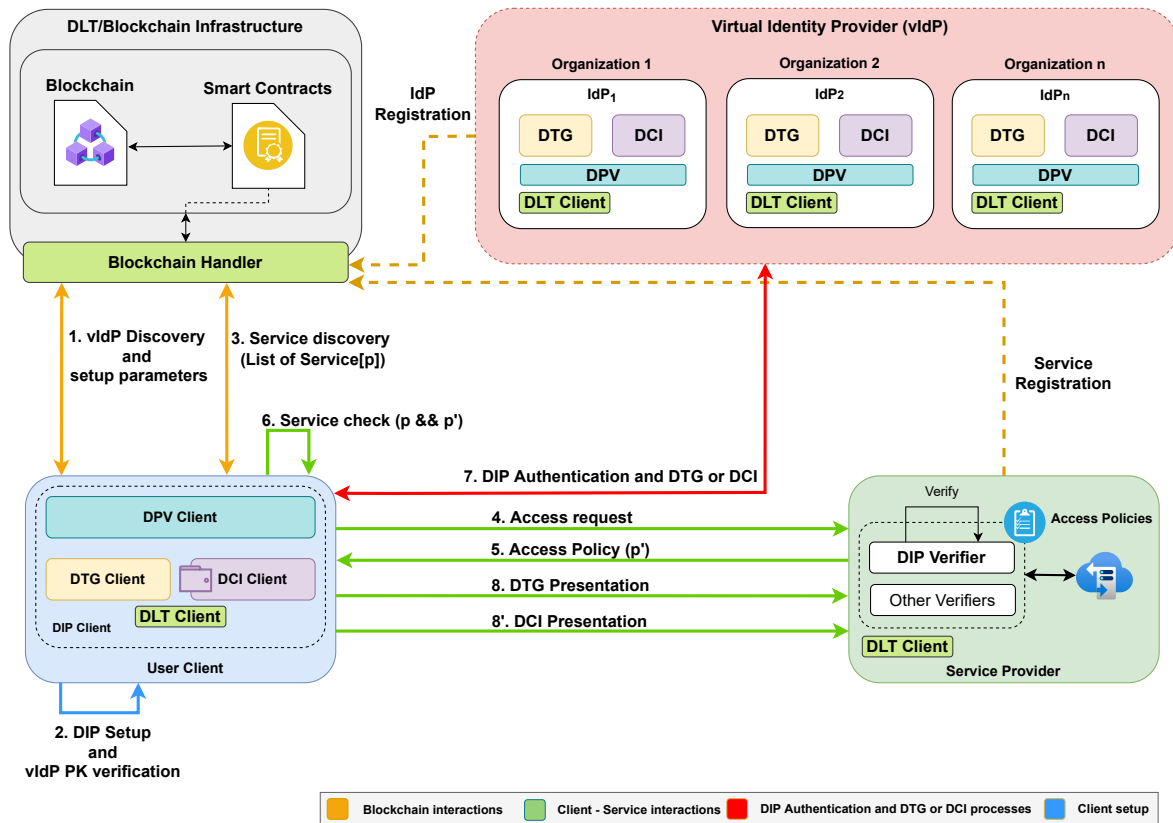 DLT/Blockchain Infrastructure
Blockchain
Smart Contracts
Blockchain Handler
IdP
Registration
Virtual Identity Provider (vIdP)
Organization 1
IdP1
DTG
DCI
DPV
DLT Client
Organization 2
IdP2
DTG
DCI
DPV
DLT Client
Organization n
IdPn
DTG
DCI
DPV
DLT Client
1. vIdP Discovery
and
setup parameters
3. Service discovery
(List of Service[p])
Service
Registration
6. Service check (p && p')
7. DIP Authentication and DTG or DCI
4. Access request
5. Access Policy (p')
8. DTG Presentation
8'. DCI Presentation
DPV Client
DTG Client
DCI Client
DLT Client
DIP Client
User Client
Verify
Access Policies
DIP Verifier
Other Verifiers
DLT Client
Service Provider
2. DIP Setup
and
vIdP PK verification
Blockchain interactions
Client - Service interactions
DIP Authentication and DTG or DCI processes
Client setup